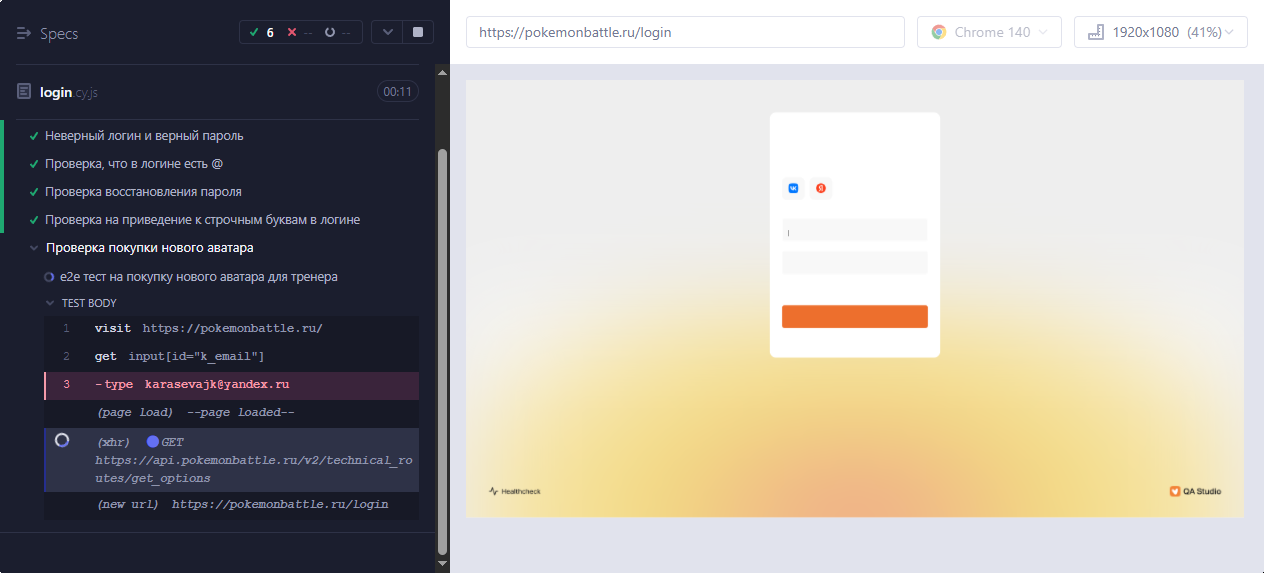 Specs
6
--
--
https://pokemonbattle.ru/login
Chrome 140
1920x1080 (41%)
login.cy.js
00:11
Неверный логин и верный пароль
Проверка, что в логине есть @
Проверка восстановления пароля
Проверка на приведение к строчным буквам в логине
Проверка покупки нового аватара
e2e тест на покупку нового аватара для тренера
TEST BODY
1 visit https://pokemonbattle.ru/
2 get input[id="k_email"]
3 -type karasevajk@yandex.ru
(page load) --page loaded--
(xhr) GET
https://api.pokemonbattle.ru/v2/technical_ro
utes/get_options
(new url) https://pokemonbattle.ru/login
Я
Healthcheck
QA Studio